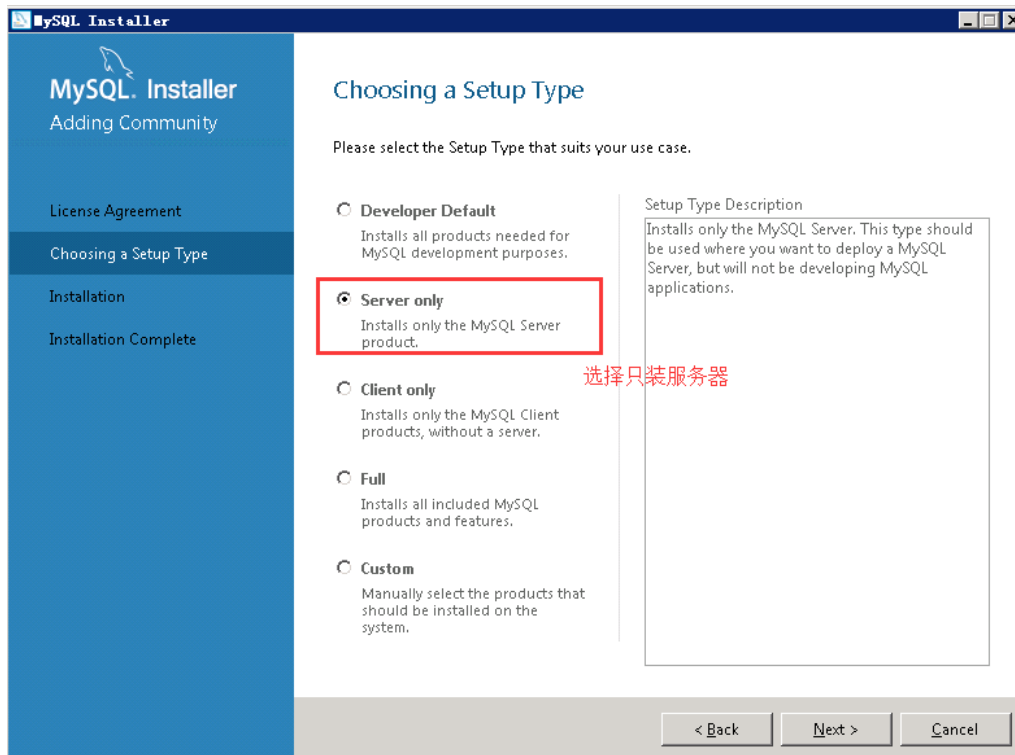 MySQL Installer
MySQL. Installer
Adding Community
License Agreement
Choosing a Setup Type
Installation
Installation Complete
Choosing a Setup Type
Please select the Setup Type that suits your use case.
Developer Default
Installs all products needed for
MySQL development purposes.
Server only
Installs only the MySQL Server
product.
Client only
Installs only the MySQL Client
products, without a server.
Full
Installs all included MySQL
products and features.
Custom
Manually select the products that
should be installed on the
system.
Setup Type Description
Installs only the MySQL Server. This type should
be used where you want to deploy a MySQL
Server, but will not be developing MySQL
applications.
选择只装服务器
< Back
Next >
Cancel